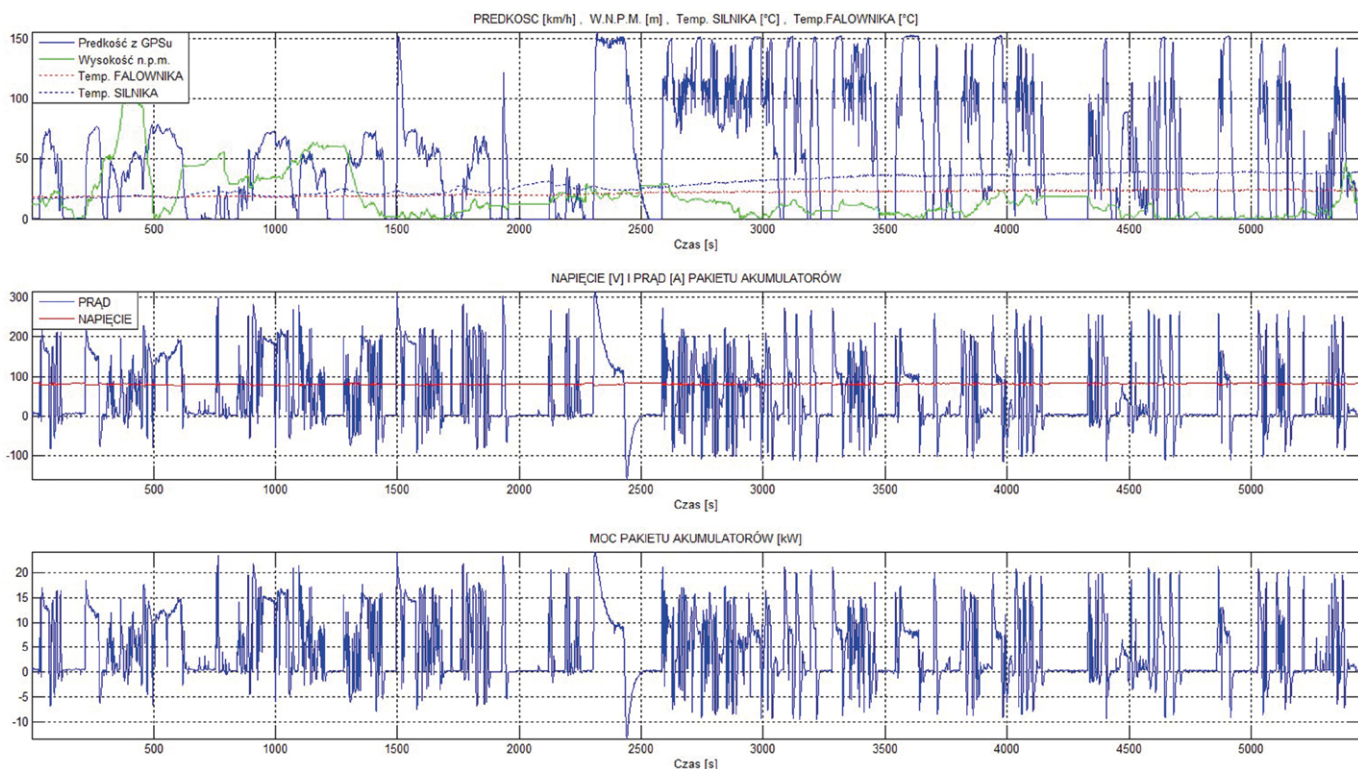 PREDKOSC [km/h] , W.N.P.M. [m] , Temp. SILNIKA [°C] , Temp.FALOWNIKA [°C]
150
100
50
0
Predkość z GPSu
Wysokość n.p.m.
Temp. FALOWNIKA
Temp. SILNIKA
500 1000 1500 2000 2500 3000 3500 4000 4500 5000
Czas [s]
NAPIĘCIE [V] I PRĄD [A] PAKIETU AKUMULATORÓW
300
200
100
0
-100
PRĄD
NAPIĘCIE
500 1000 1500 2000 2500 3000 3500 4000 4500 5000
Czas [s]
MOC PAKIETU AKUMULATORÓW [kW]
20
15
10
5
0
-5
-10
500 1000 1500 2000 2500 3000 3500 4000 4500 5000
Czas [s]